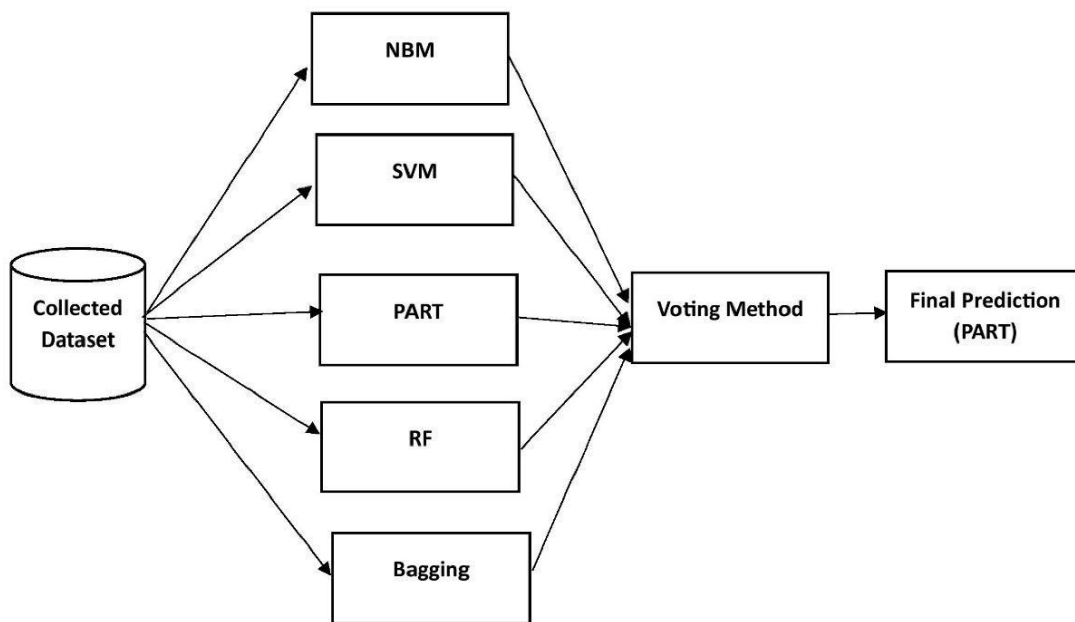 NBM
SVM
Collected
Dataset
PART
RF
Bagging
Voting Method
Final Prediction
(PART)